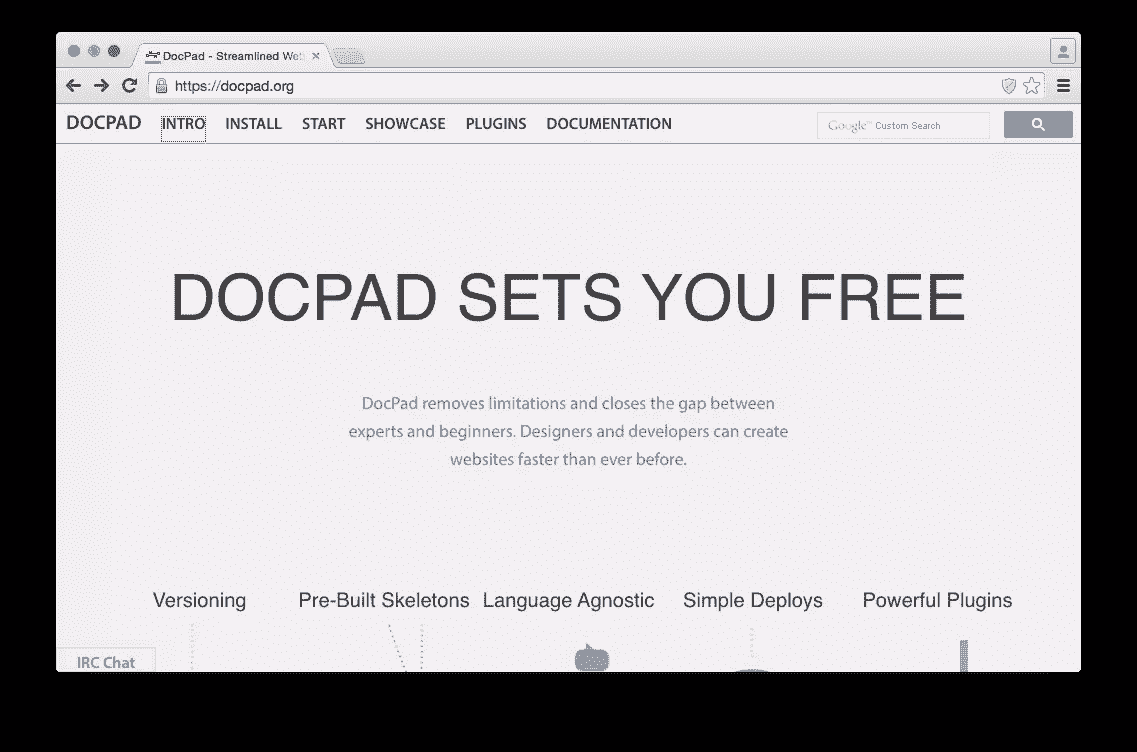 DocPad - Streamlined Web
https://docpad.org
DOCPAD INTRO INSTALL START SHOWCASE PLUGINS DOCUMENTATION Google™ Custom Search
DOCPAD SETS YOU FREE
DocPad removes limitations and closes the gap between
experts and beginners. Designers and developers can create
websites faster than ever before.
Versioning Pre-Built Skeletons Language Agnostic Simple Deploys Powerful Plugins
IRC Chat